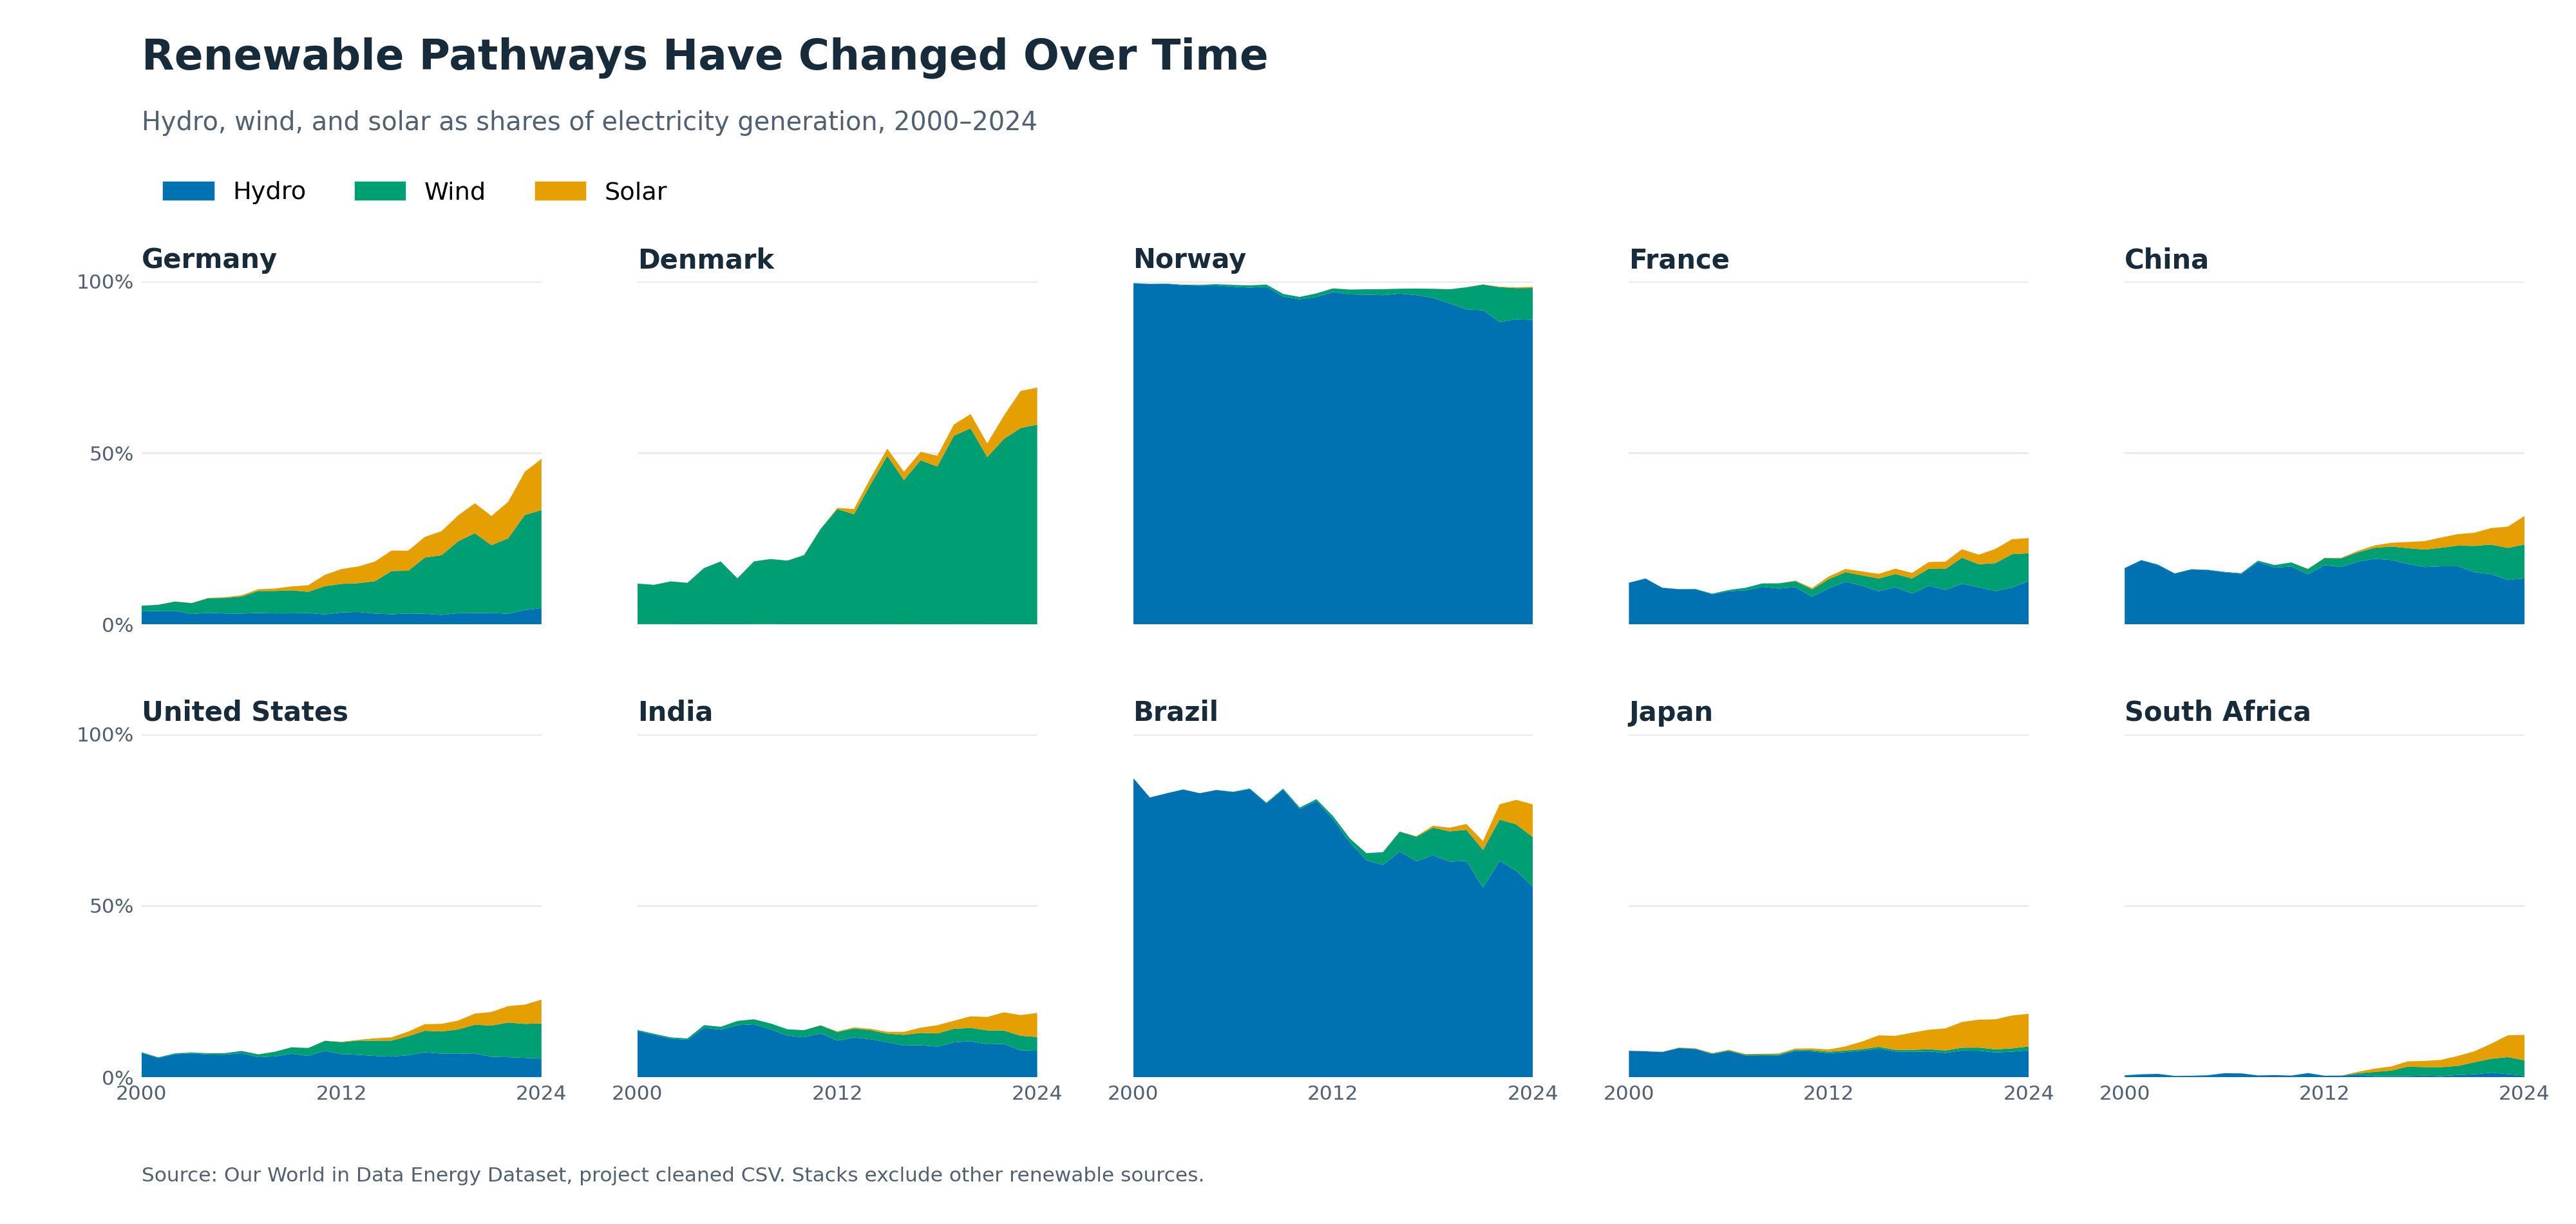 Renewable Pathways Have Changed Over Time
Hydro, wind, and solar as shares of electricity generation, 2000–2024
Hydro Wind Solar
Germany Denmark Norway France China
100%
50%
0%
United States India Brazil Japan South Africa
100%
50%
0%
2000 2012 2024 2000 2012 2024 2000 2012 2024 2000 2012 2024 2000 2012 2024
Source: Our World in Data Energy Dataset, project cleaned CSV. Stacks exclude other renewable sources.